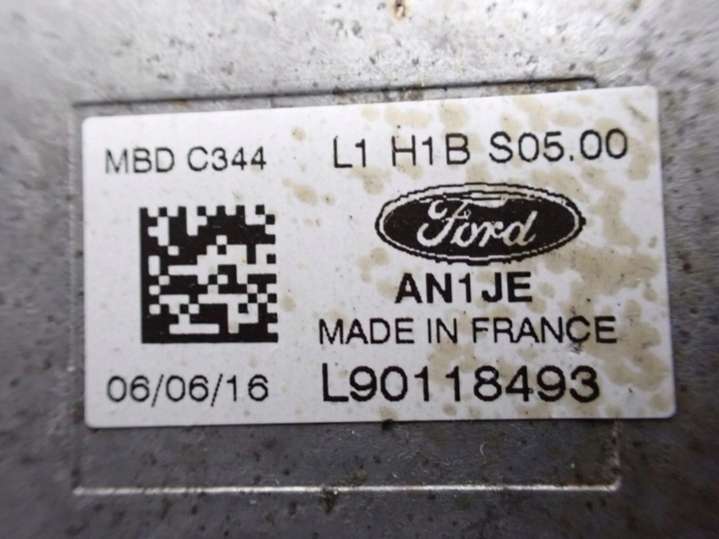 MBD C344 L1 H1B S05.00
Ford
AN1JE
MADE IN FRANCE
06/06/16 L90118493